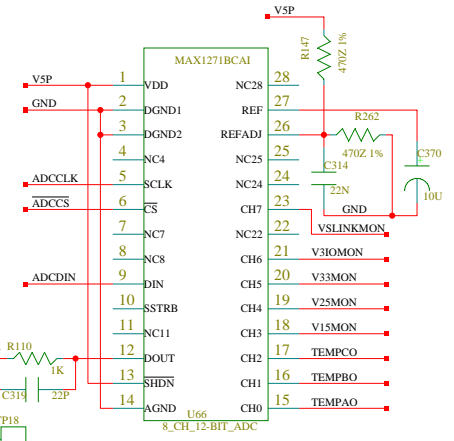 V5P
R147
470Z 1%
MAX1271BCAI
V5P 1 VDD NC28 28
GND 2 DGND1 REF 27
3 DGND2 REFADJ 26
R262
470Z 1%
C370
10U
4 NC4 NC25 25
C314
22N
ADCCLK 5 SCLK NC24 24
GND
ADCCS 6 CS CH7 23
VSLINKMON
7 NC7 NC22 22
8 NC8 CH6 21 V3IOMON
ADCDIN 9 DIN CH5 20 V33MON
10 SSTRB CH4 19 V25MON
11 NC11 CH3 18 V15MON
R110
1K
12 DOUT CH2 17 TEMPCO
13 SHDN CH1 16 TEMPBO
C319 22P
14 AGND CH0 15 TEMPAO
U66
8_CH_12-BIT_ADC
TP18